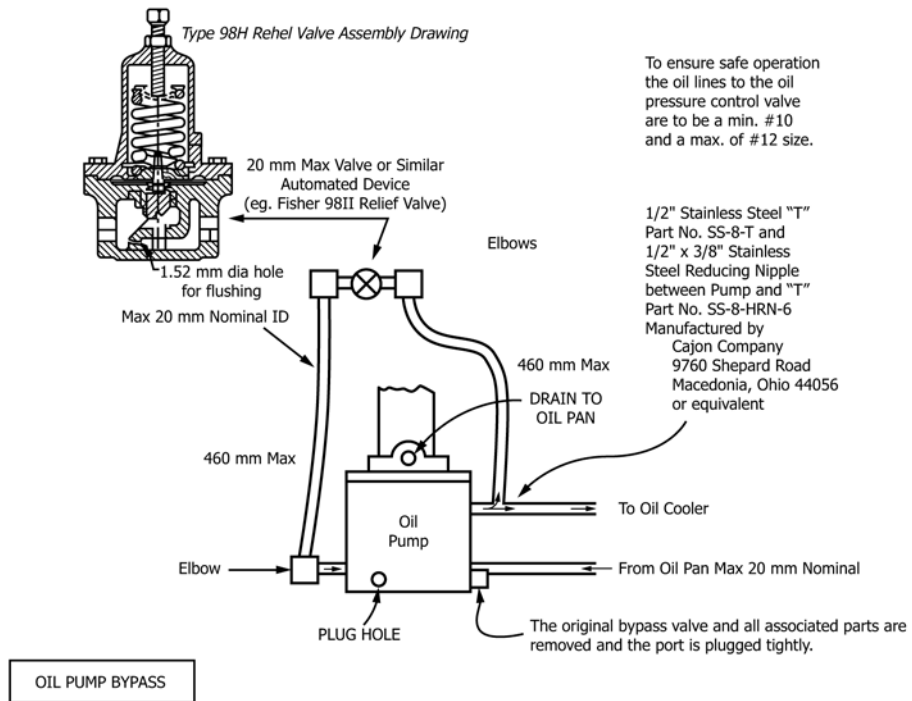 Type 98H Rehel Valve Assembly Drawing
To ensure safe operation
the oil lines to the oil
pressure control valve
are to be a min. #10
and a max. of #12 size.
20 mm Max Valve or Similar
Automated Device
(eg. Fisher 98II Relief Valve)
1/2" Stainless Steel "T"
Part No. SS-8-T and
1/2" x 3/8" Stainless
Steel Reducing Nipple
between Pump and "T"
Part No. SS-8-HRN-6
Manufactured by
Cajon Company
9760 Shepard Road
Macedonia, Ohio 44056
or equivalent
Elbows
1.52 mm dia hole
for flushing
Max 20 mm Nominal ID
460 mm Max
DRAIN TO
OIL PAN
460 mm Max
To Oil Cooler
Oil
Pump
Elbow
From Oil Pan Max 20 mm Nominal
PLUG HOLE
The original bypass valve and all associated parts are
removed and the port is plugged tightly.
OIL PUMP BYPASS